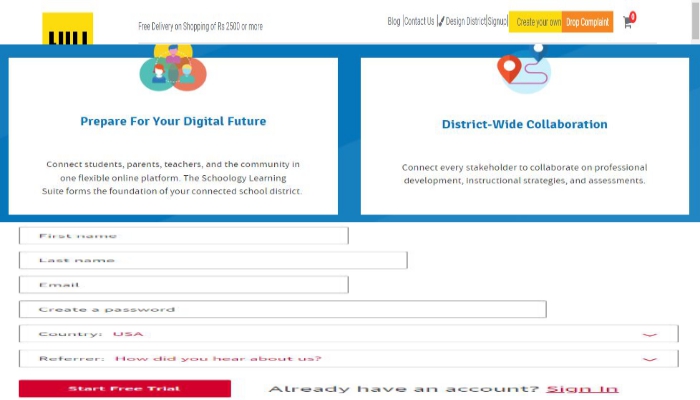 Free Delivery on Shopping of Rs 2500 or more
Blog |Contact Us | Design District|Signup
Create your own
Drop Complaint
0
Prepare For Your Digital Future
Connect students, parents, teachers, and the community in
one flexible online platform. The Schoology Learning
Suite forms the foundation of your connected school district.
District-Wide Collaboration
Connect every stakeholder to collaborate on professional
development, instructional strategies, and assessments.
First name
Last name
Email
Create a password
Country: USA
Referrer: How did you hear about us?
Start Free Trial
Already have an account? Sign In